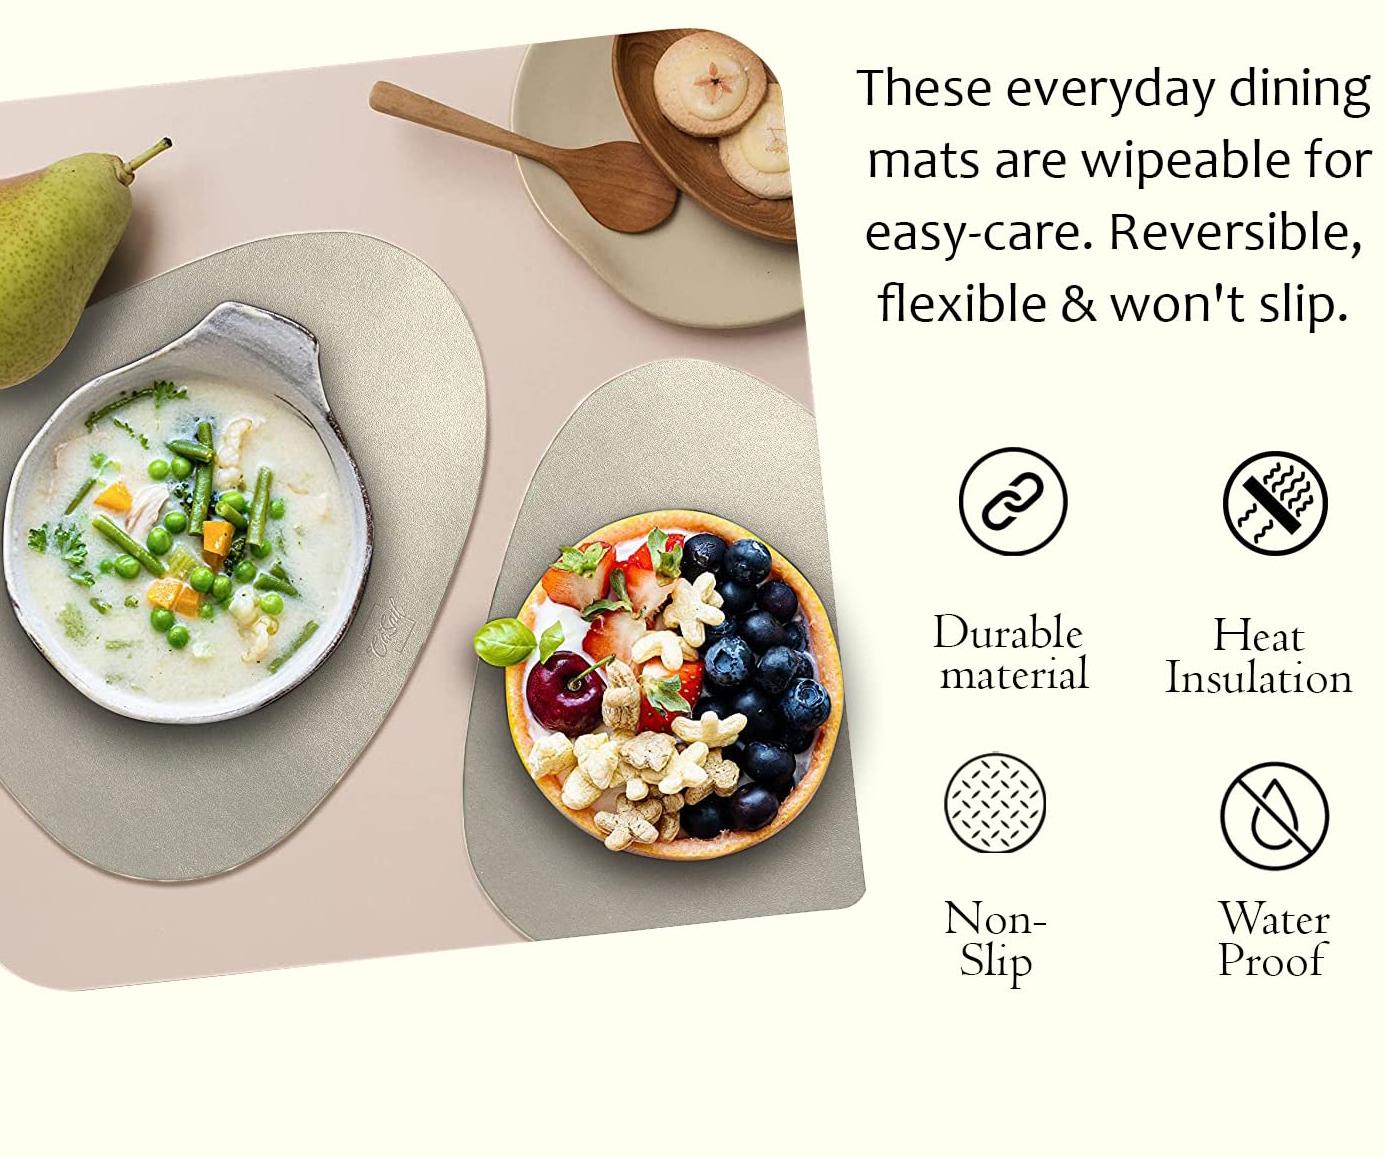 These everyday dining
mats are wipeable for
easy-care. Reversible,
flexible & won't slip.
Durable
material
Heat
Insulation
Non-
Slip
Water
Proof